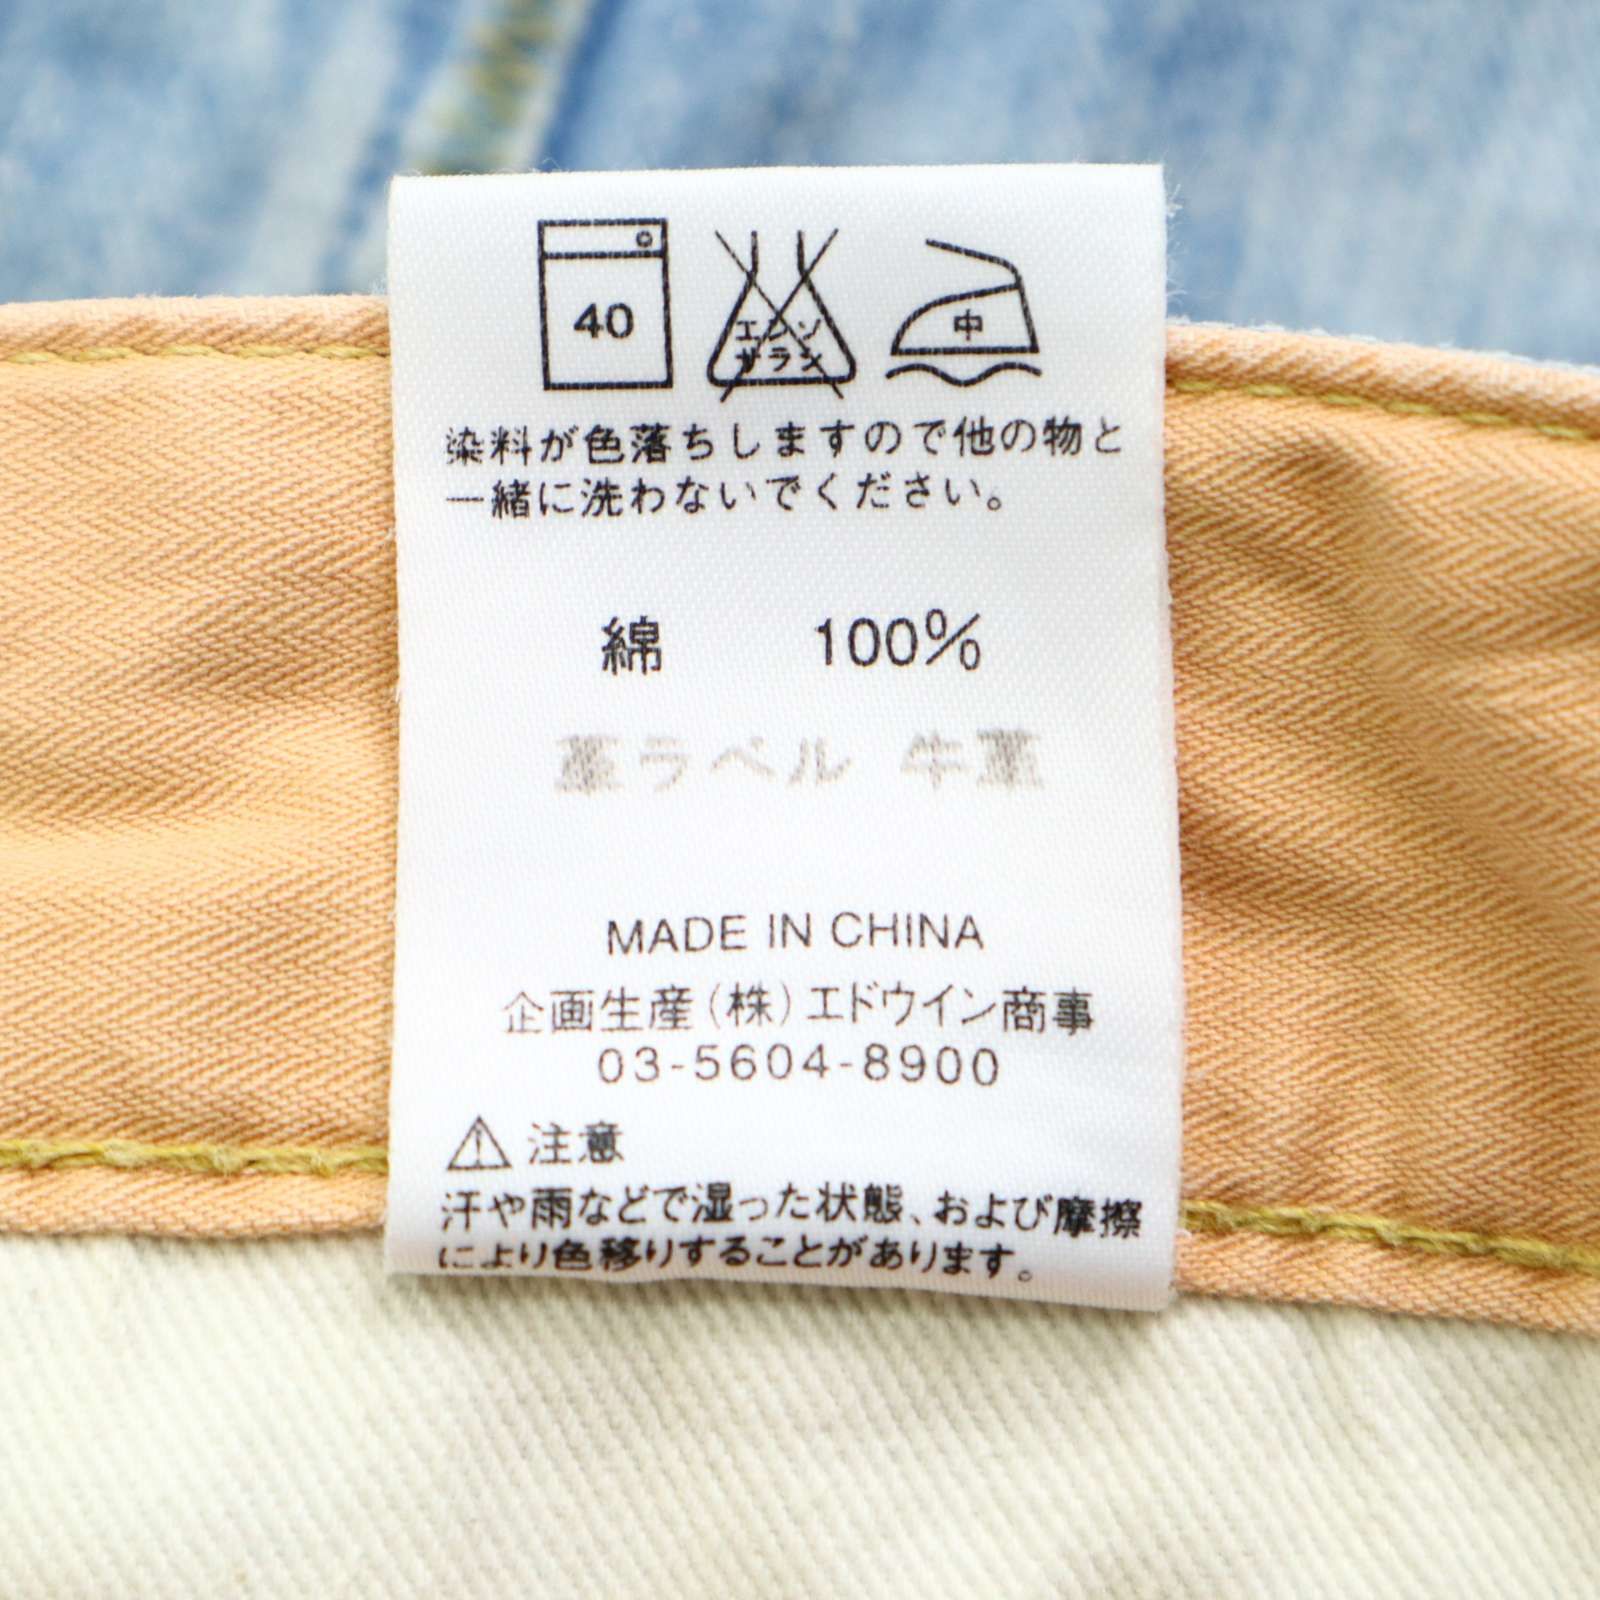 40
エンソ
サラシ
中
染料が色落ちしますので他の物と
一緒に洗わないでください。
綿 100%
革ラベル 牛革
MADE IN CHINA
企画生産(株)エドウイン商事
03-5604-8900
注意
汗や雨などで湿った状態、および摩擦
により色移りすることがあります。